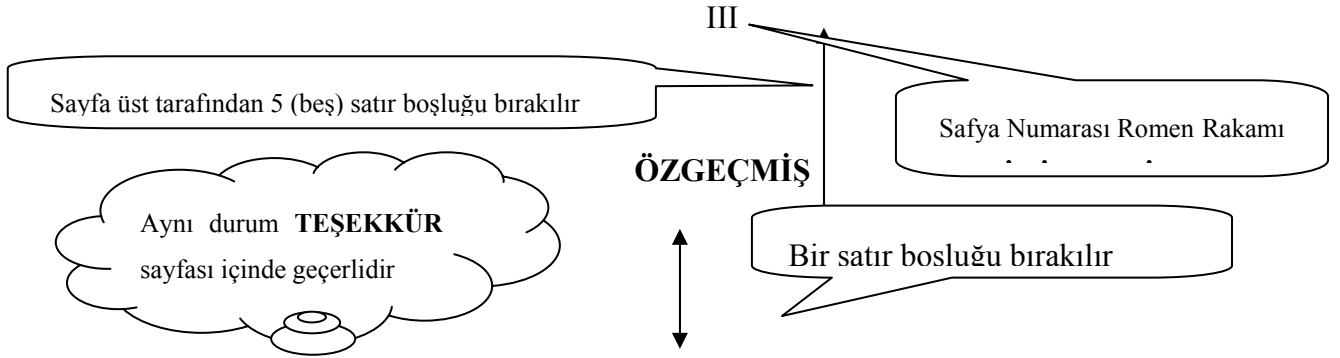 III
Sayfa üst tarafından 5 (beş) satır boşluğu bırakılır
Safya Numarası Romen Rakamı
ÖZGEÇMİŞ
Aynı durum TEŞEKKÜR
sayfası içinde geçerlidir
Bir satır boşluğu bırakılır